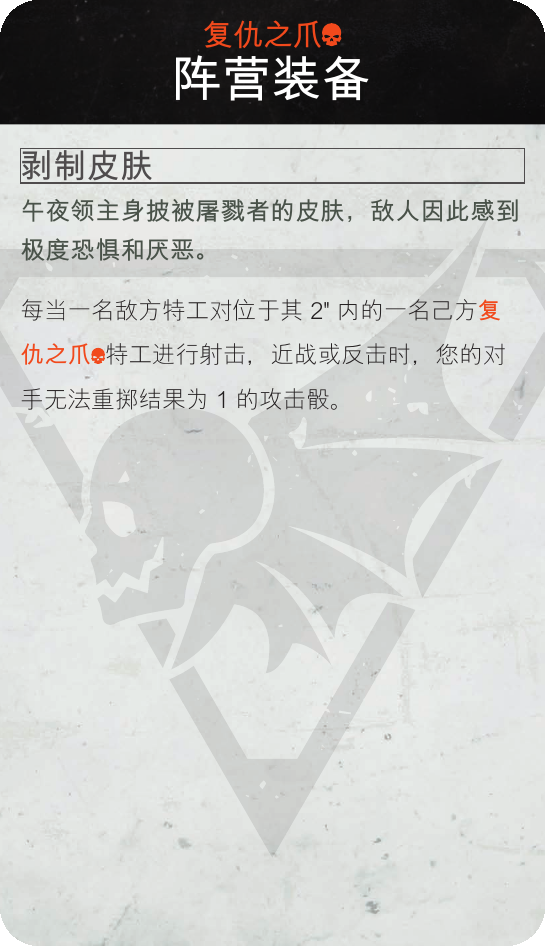 复仇之爪
阵营装备
剥制皮肤
午夜领主身披被屠戮者的皮肤，敌人因此感到
极度恐惧和厌恶。
每当一名敌方特工对位于其 2" 内的一名己方复
仇之爪特工进行射击，近战或反击时，您的对
手无法重掷结果为 1 的攻击骰。